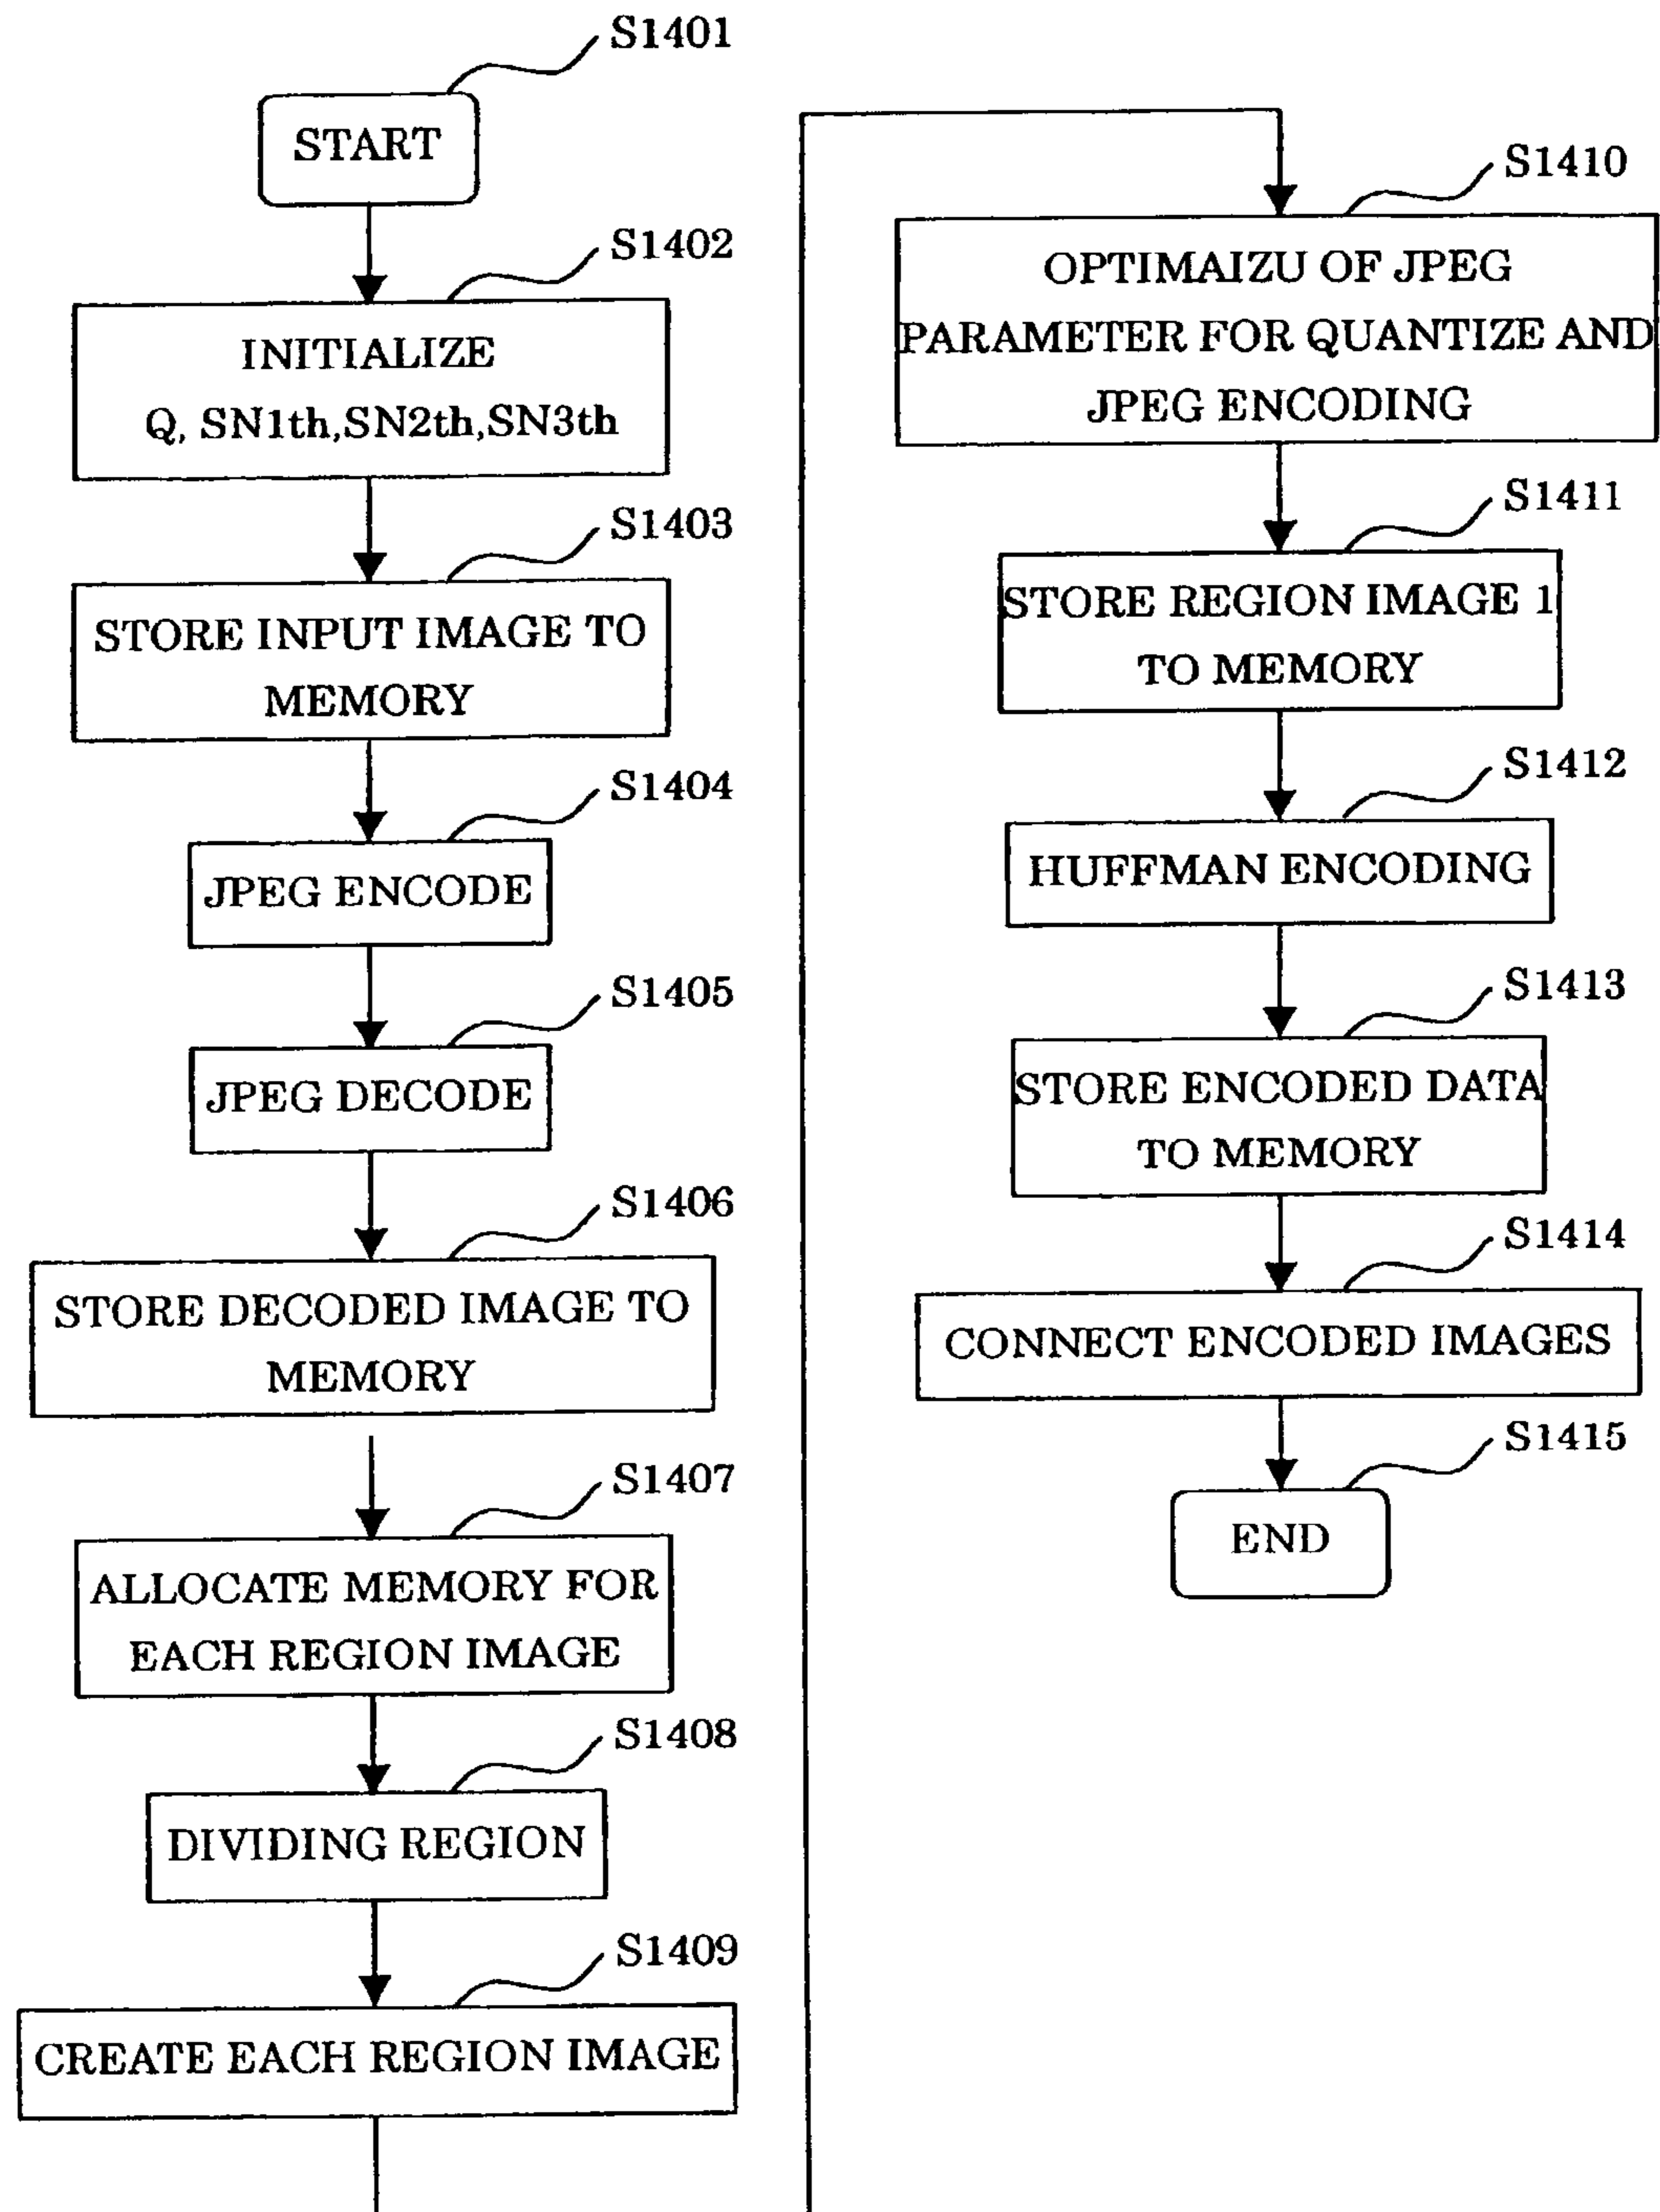 S1401
START
S1402
INITIALIZE
Q, SN1th,SN2th,SN3th
S1403
STORE INPUT IMAGE TO
MEMORY
S1404
JPEG ENCODE
S1405
JPEG DECODE
S1406
STORE DECODED IMAGE TO
MEMORY
S1407
ALLOCATE MEMORY FOR
EACH REGION IMAGE
S1408
DIVIDING REGION
S1409
CREATE EACH REGION IMAGE
S1410
OPTIMAIZU OF JPEG
PARAMETER FOR QUANTIZE AND
JPEG ENCODING
S1411
STORE REGION IMAGE 1
TO MEMORY
S1412
HUFFMAN ENCODING
S1413
STORE ENCODED DATA
TO MEMORY
S1414
CONNECT ENCODED IMAGES
S1415
END